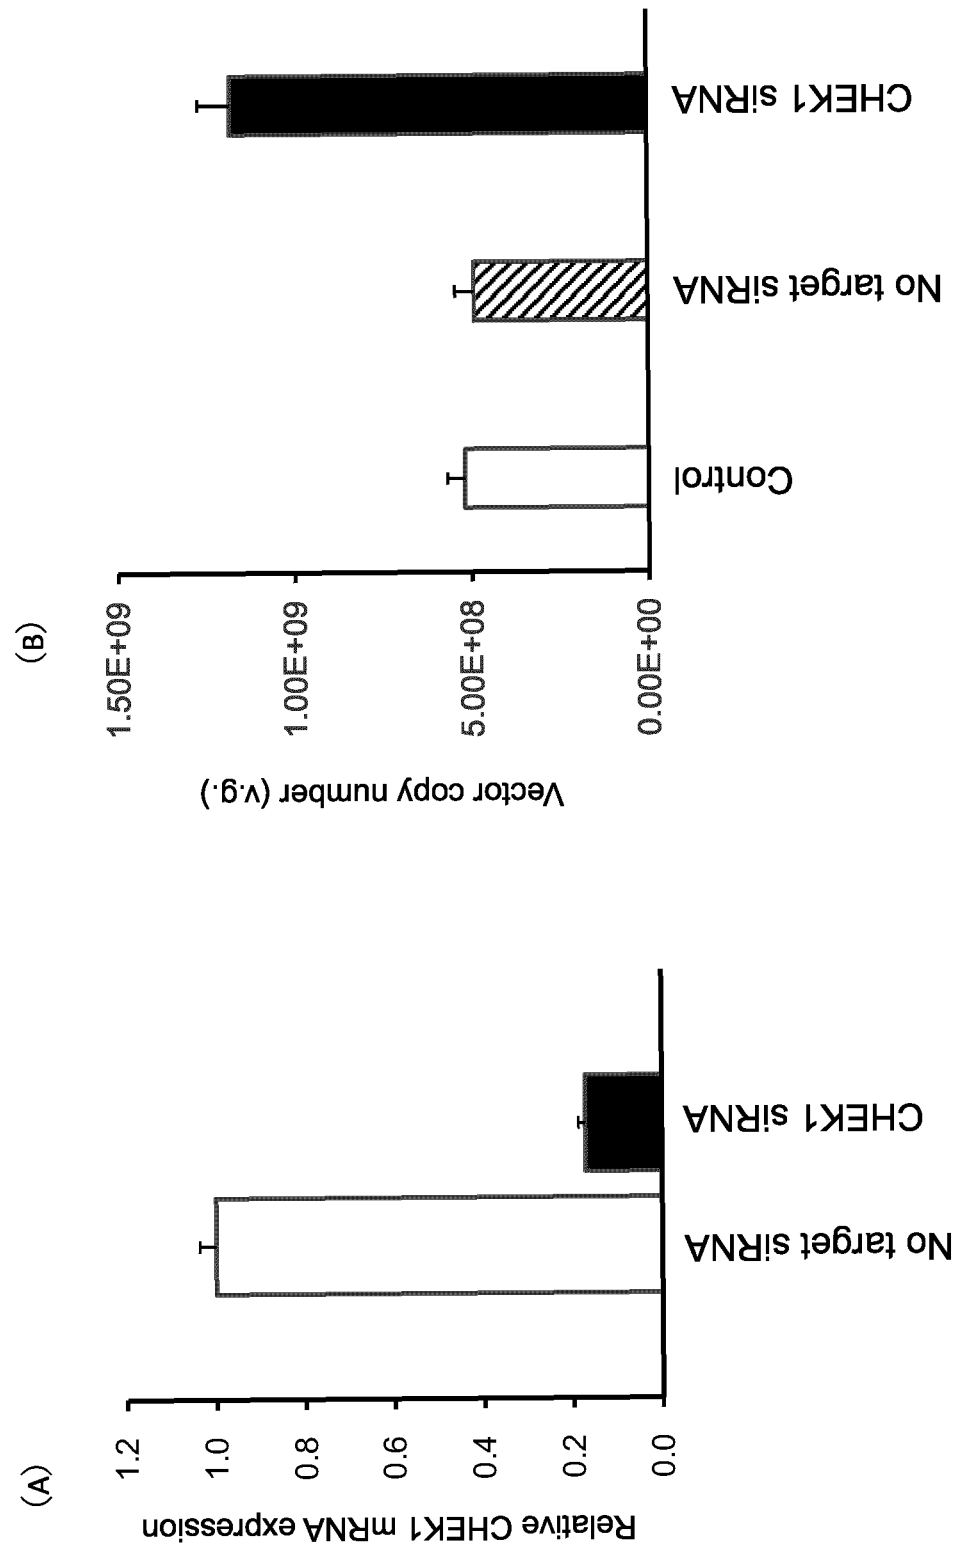 (A)
Relative CHEK1 mRNA expression
1.2
1.0
0.8
0.6
0.4
0.2
0.0
No target siRNA
CHEK1 siRNA
(B)
Vector copy number (v.g.)
1.50E+09
1.00E+09
5.00E+08
0.00E+00
Control
No target siRNA
CHEK1 siRNA